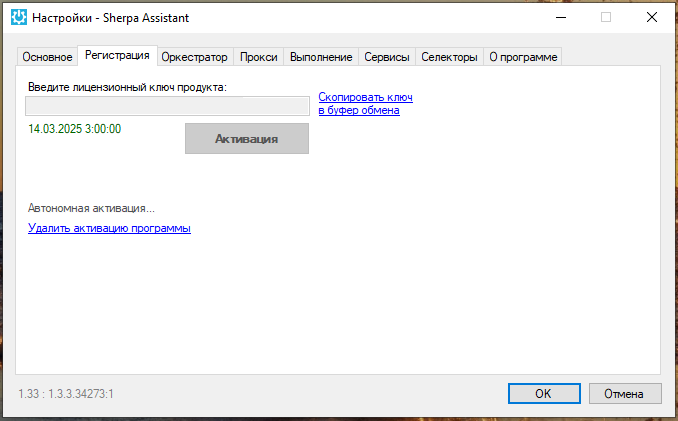 Настройки - Sherpa Assistant
Основное Регистрация Оркестратор Прокси Выполнение Сервисы Селекторы О программе
Введите лицензионный ключ продукта:
Скопировать ключ
в буфер обмена
14.03.2025 3:00:00
Активация
Автономная активация...
Удалить активацию программы
1.33 : 1.3.3.34273:1
OK Отмена